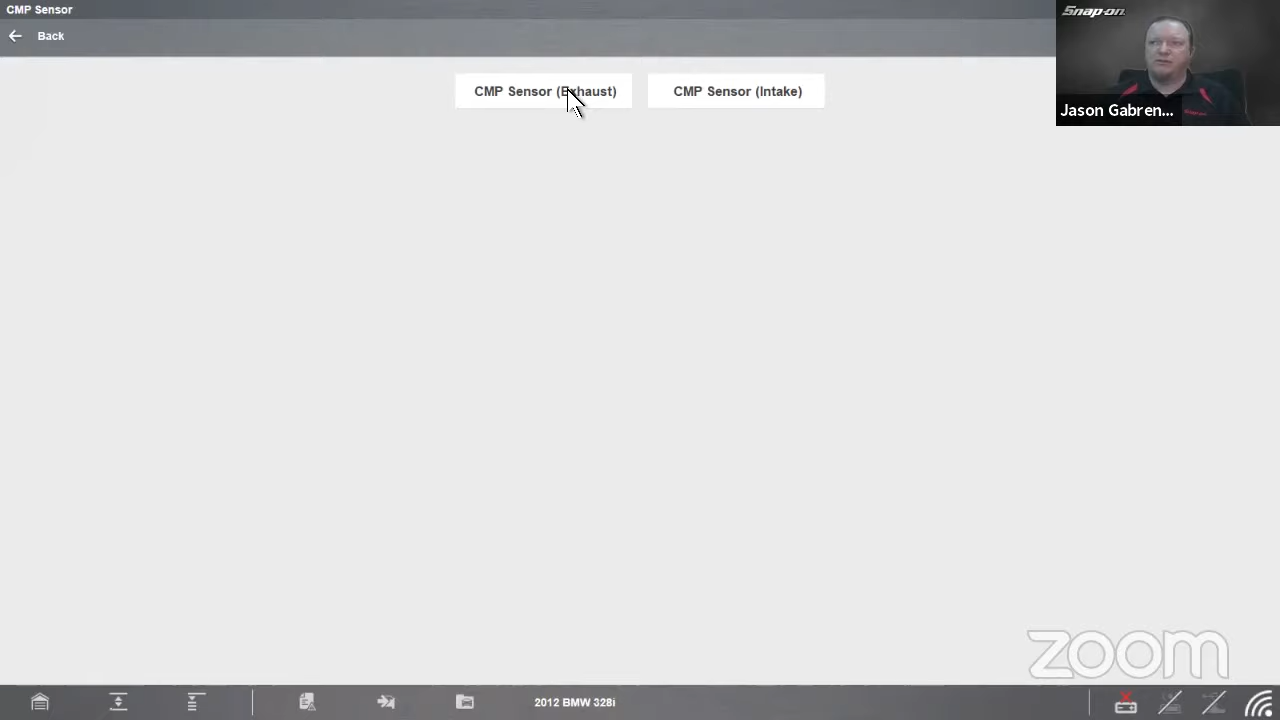 CMP Sensor
Back
CMP Sensor (Exhaust)
CMP Sensor (Intake)
Snap-on
Jason Gabren...
zoom
2012 BMW 328i